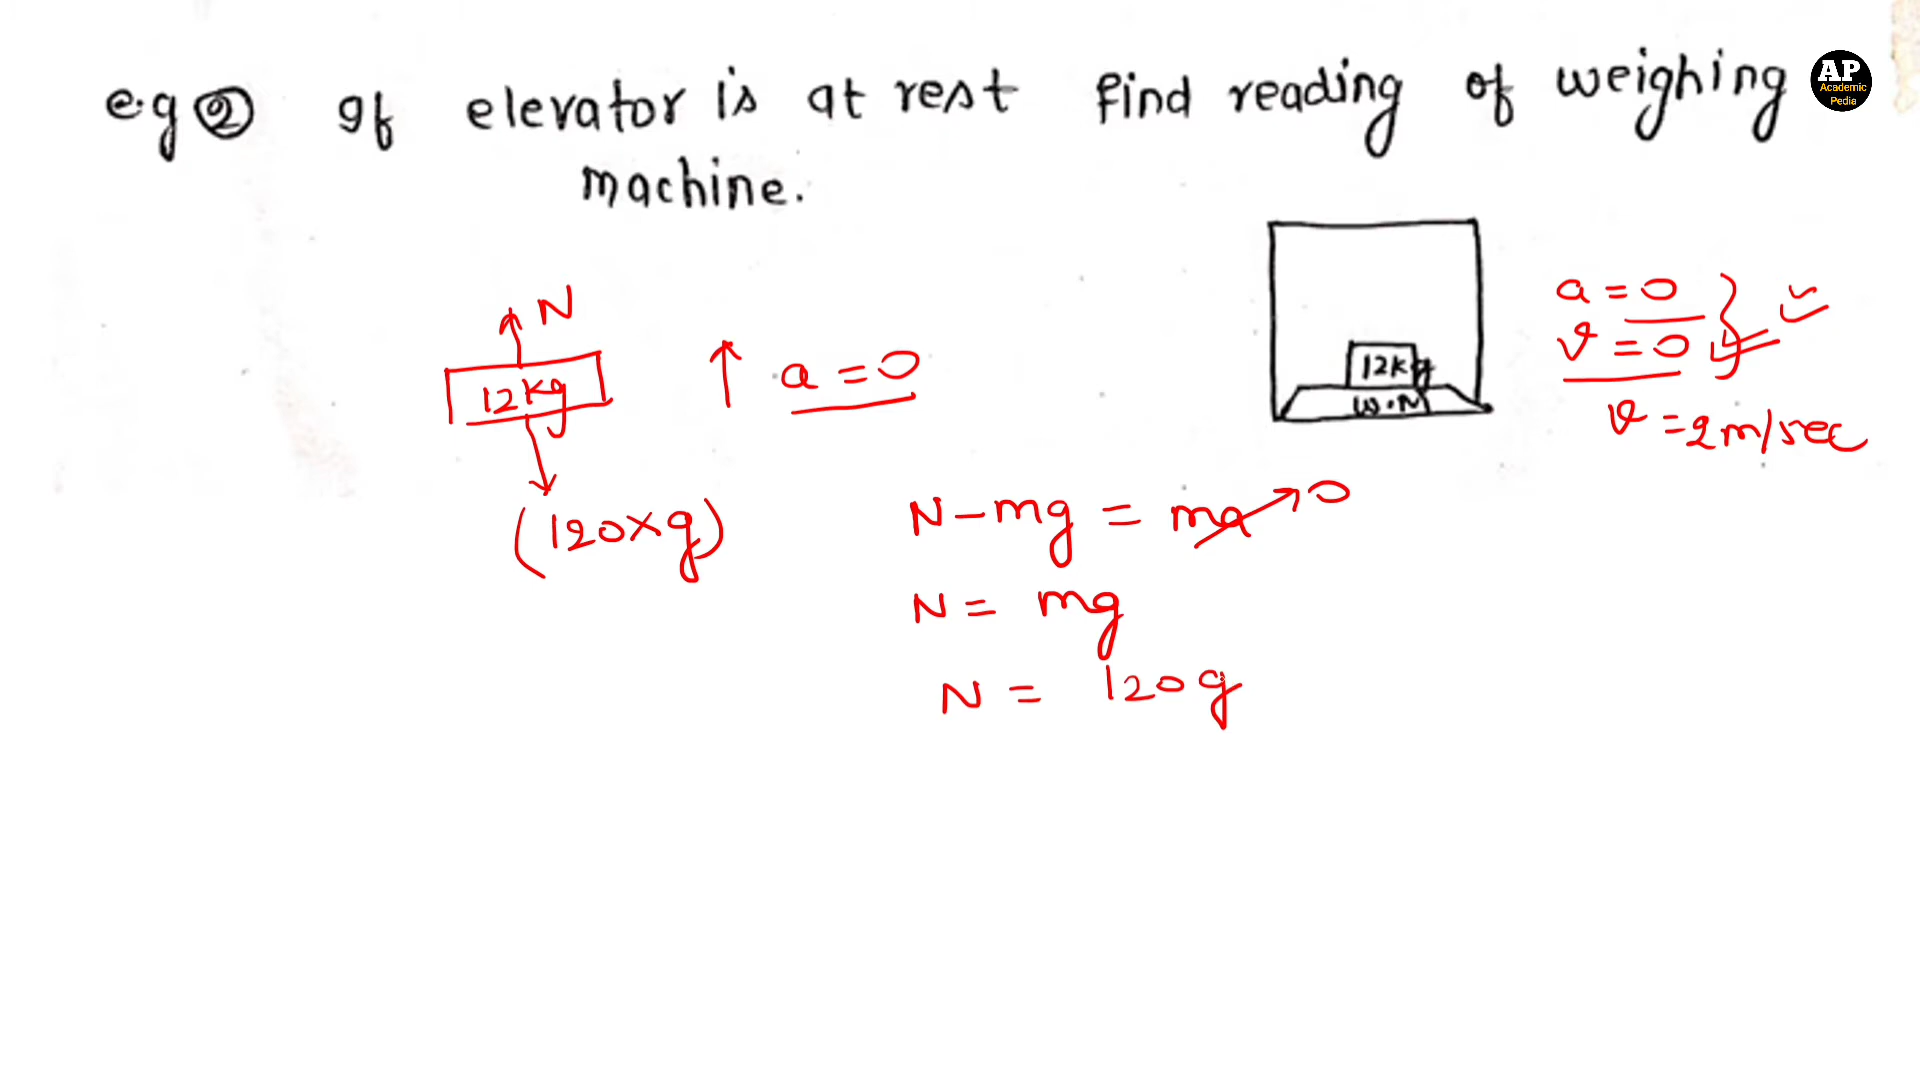 e.g ② If elevator is at rest find reading of weighing
machine.
AP
Academic
Pedia
N
12kg
(120xg)
↑ a = 0
12kg
W.M
a = 0
v = 0
v = 2m/sec
N - mg = ma → 0
N = mg
N = 120g